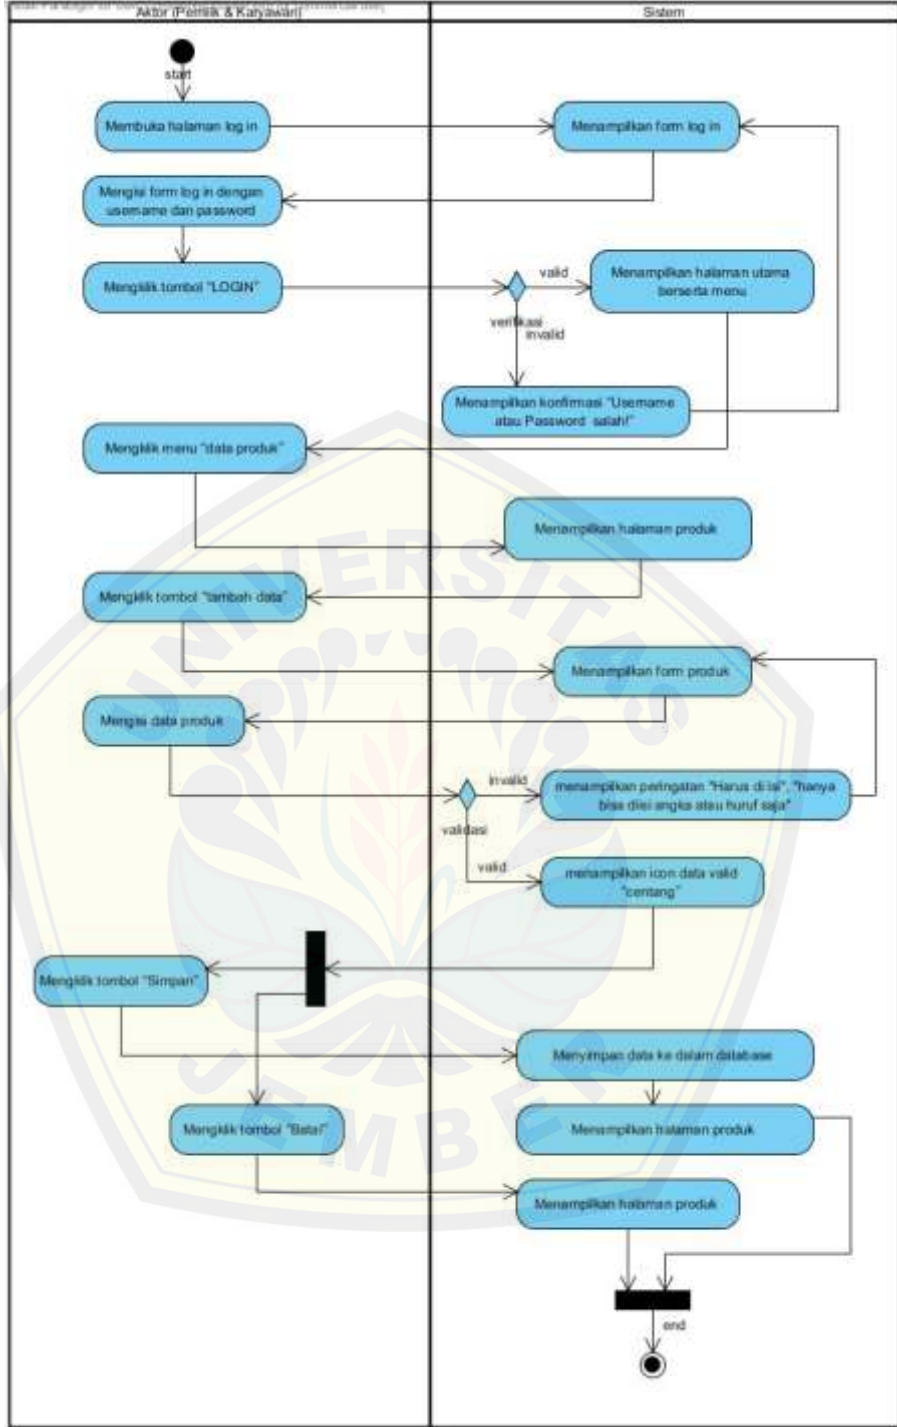 Aktor (Pemilik & Karyawan)
Sistem
start
Membuka halaman log in
Menampilkan form log in
Mengisi form log in dengan
username dan password
Mengklik tombol "LOGIN"
valid
Menampilkan halaman utama
berserta menu
verifikasi
invalid
Menampilkan konfirmasi "Username
atau Password salah!"
Mengklik menu "data produk"
Menampilkan halaman produk
Mengklik tombol "tambah data"
Menampilkan form produk
Mengisi data produk
invalid
menampilkan peringatan "Harus di isi", "hanya
bisa diisi angka atau huruf saja"
validasi
valid
menampilkan icon data valid
"centang"
Mengklik tombol "Simpan"
Menyimpan data ke dalam database
Mengklik tombol "Batal"
Menampilkan halaman produk
Menampilkan halaman produk
end
UNIVERSITAS
JEMBER